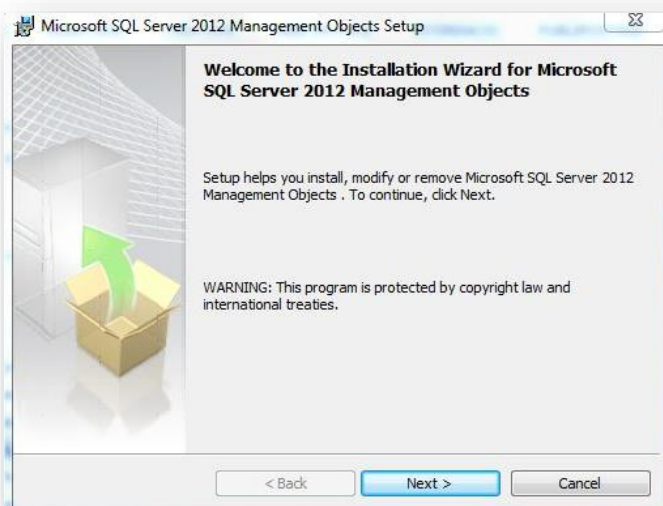 Microsoft SQL Server 2012 Management Objects Setup
Welcome to the Installation Wizard for Microsoft
SQL Server 2012 Management Objects
Setup helps you install, modify or remove Microsoft SQL Server 2012
Management Objects . To continue, click Next.
WARNING: This program is protected by copyright law and
international treaties.
< Back
Next >
Cancel